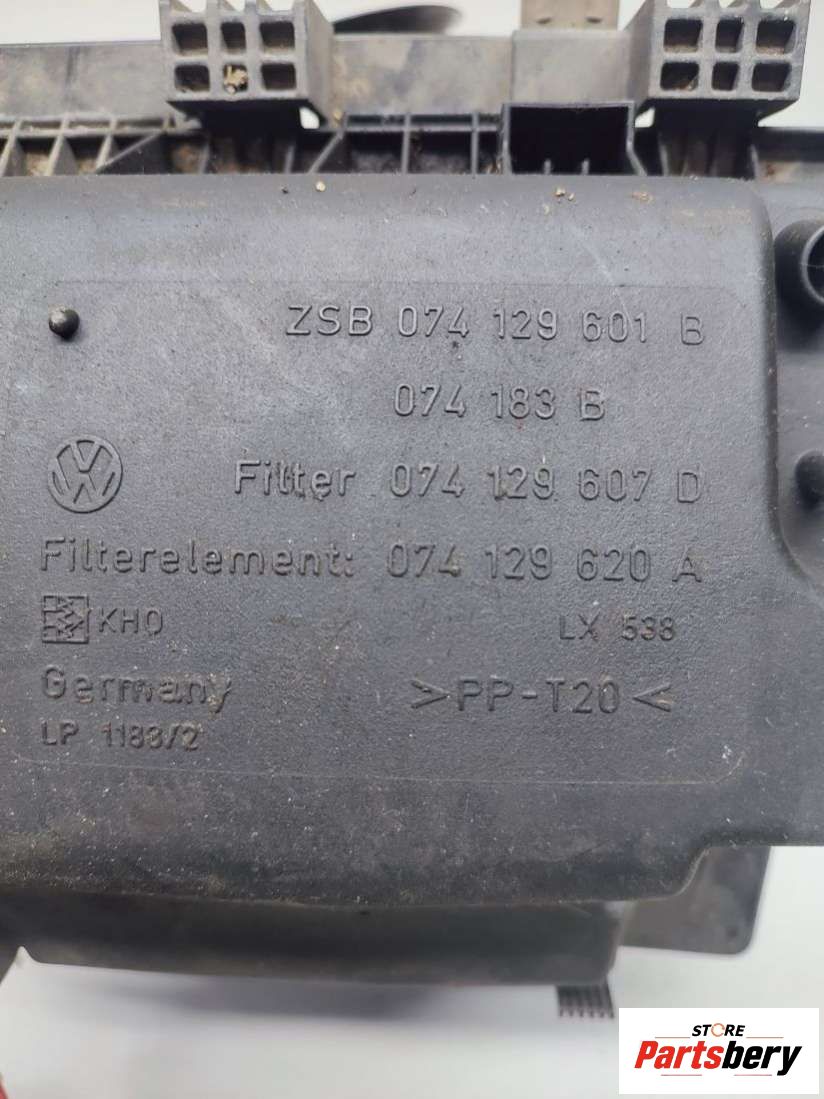 ZSB 074 129 601 B
074 183 B
Filter 074 129 607 D
Filterelement: 074 129 620 A
KHO LX 538
Germany >PP-T20<
LP 1183/2
STORE
Partsbery